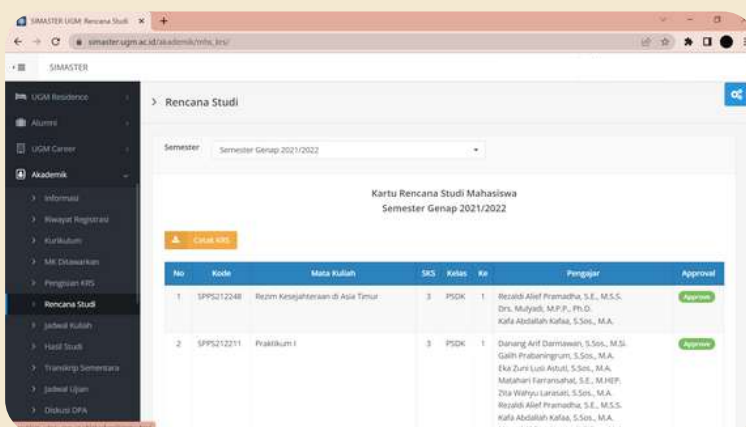 SIMASTER UGM: Rencana Studi
simaster.ugm.ac.id/akademik/mhs_krs/
SIMASTER
UGM Residence
Alumni
UGM Career
Akademik
Informasi
Riwayat Registrasi
Kurikulum
MK Ditawarkan
Pengisian KRS
Rencana Studi
Jadwal Kuliah
Hasil Studi
Transkrip Sementara
Jadwal Ujian
Diskusi DPA
Rencana Studi
Semester Semester Genap 2021/2022
Kartu Rencana Studi Mahasiswa
Semester Genap 2021/2022
Cetak KRS
No Kode Mata Kuliah SKS Kelas Ke Pengajar Approval
1 SPPS212248 Rezim Kesejahteraan di Asia Timur 3 PSDK 1 Rezaldi Alief Pramadha, S.E., M.S.S. Approve
Drs. Mulyadi, M.P.P., Ph.D.
Kafa Abdallah Kafaa, S.Sos., M.A.
2 SPPS212211 Praktikum I 3 PSDK 1 Danang Arif Darmawan, S.Sos., M.Si. Approve
Galih Prabaningrum, S.Sos., M.A.
Eka Zuni Lusi Astuti, S.Sos., M.A.
Matahari Farransahat, S.E., M.HEP.
Zita Wahyu Larasati, S.Sos., M.A.
Rezaldi Alief Pramadha, S.E., M.S.S.
Kafa Abdallah Kafaa, S.Sos., M.A.